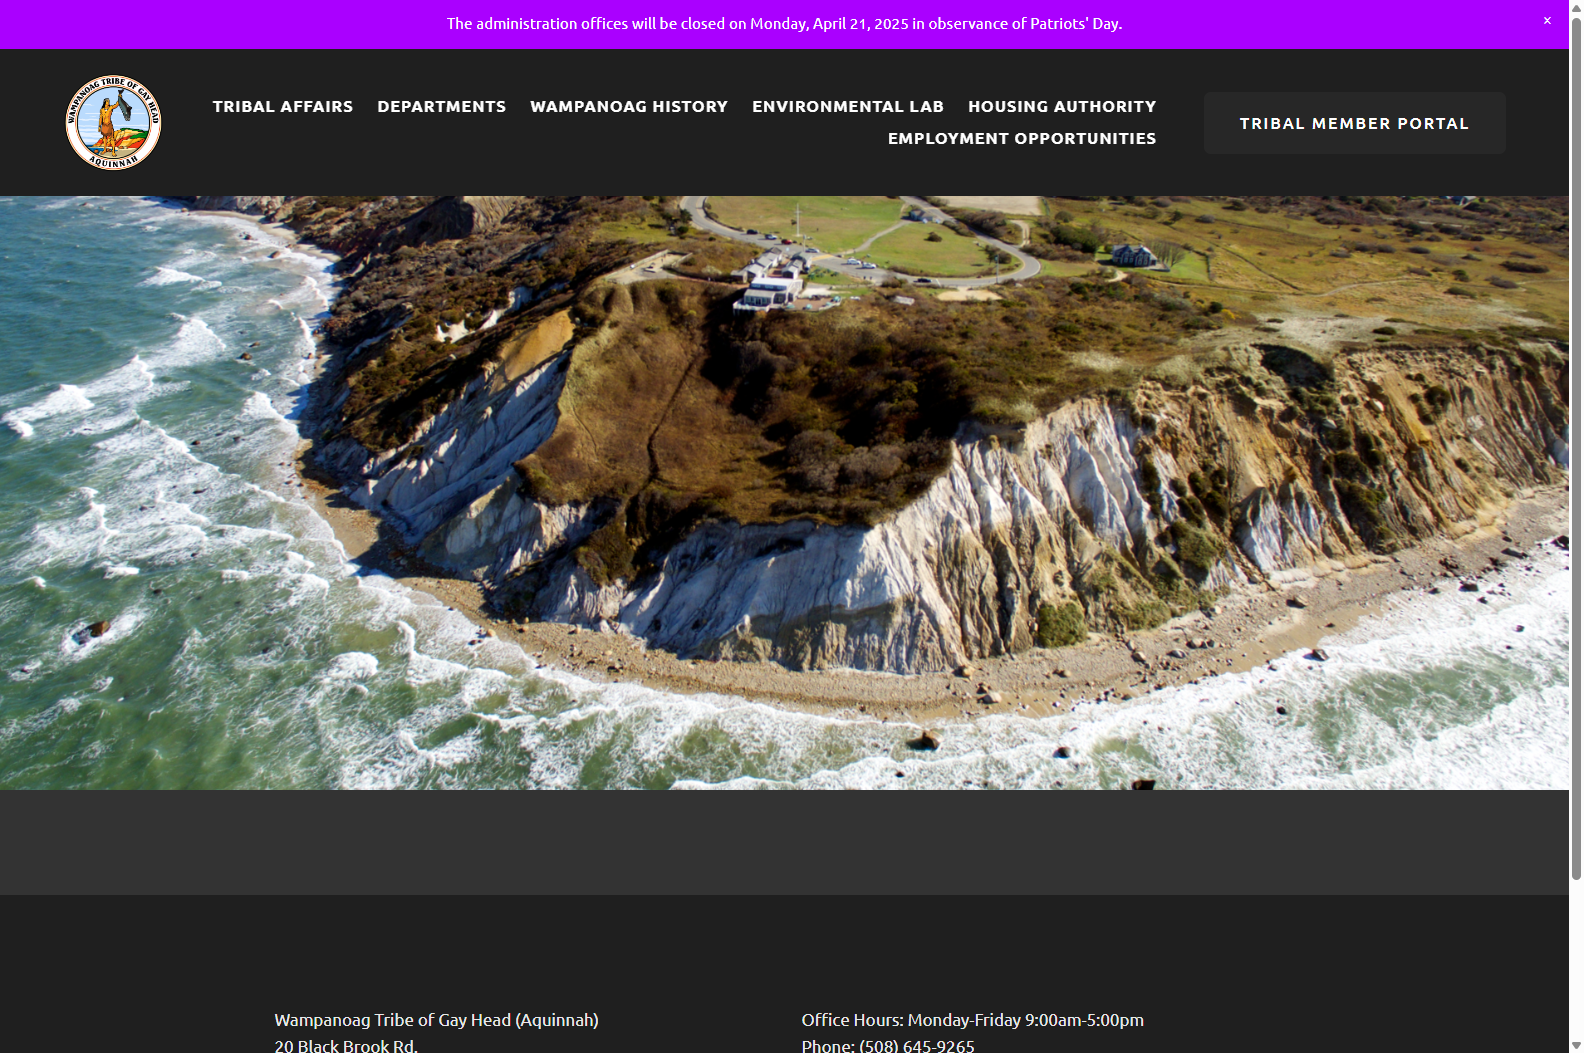 The administration offices will be closed on Monday, April 21, 2025 in observance of Patriots' Day.
×
WAMPANOAG TRIBE OF GAY HEAD
AQUINNAH
TRIBAL AFFAIRS DEPARTMENTS WAMPANOAG HISTORY ENVIRONMENTAL LAB HOUSING AUTHORITY
EMPLOYMENT OPPORTUNITIES
TRIBAL MEMBER PORTAL
Wampanoag Tribe of Gay Head (Aquinnah)
20 Black Brook Rd.
Office Hours: Monday-Friday 9:00am-5:00pm
Phone: (508) 645-9265